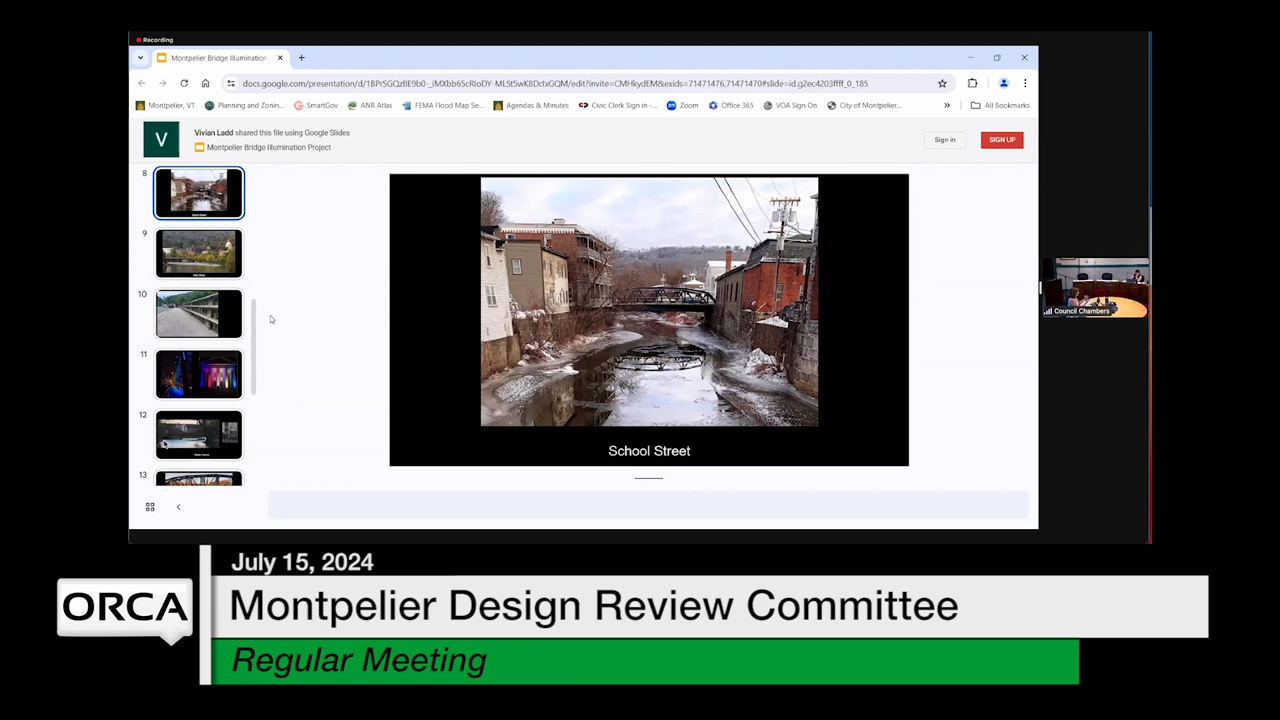 Recording
Montpelier Bridge Illumination
docs.google.com/presentation/d/1BPrSGQzBE9b0-_iMXbb65cRIoDY-MLSt5wK8DcIxGQM/edit?invite=CMHkydEM&exids=71471476,71471470#slide=id.g2ec4203ffff_0_185
Montpelier, VT
Planning and Zonin...
SmartGov
ANR Atlas
FEMA Flood Map Se...
Agendas & Minutes
Civic Clerk Sign in -...
Zoom
Office 365
VOA Sign On
City of Montpelier...
All Bookmarks
V
Vivian Ladd shared this file using Google Slides
Montpelier Bridge Illumination Project
Sign in
SIGN UP
8
9
10
11
12
13
School Street
Council Chambers
July 15, 2024
ORCA
Montpelier Design Review Committee
Regular Meeting